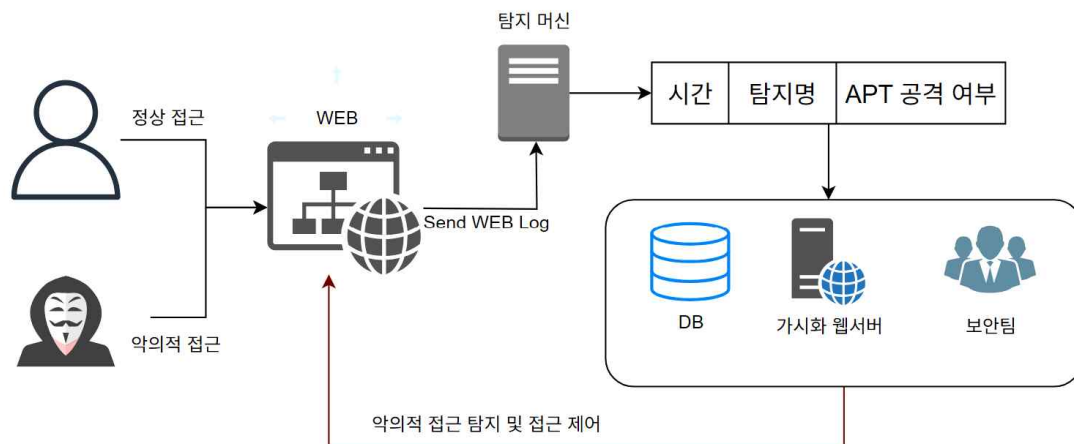 탐지 머신
정상 접근
WEB
시간
탐지명
APT 공격 여부
Send WEB Log
악의적 접근
DB
가시화 웹서버
보안팀
악의적 접근 탐지 및 접근 제어